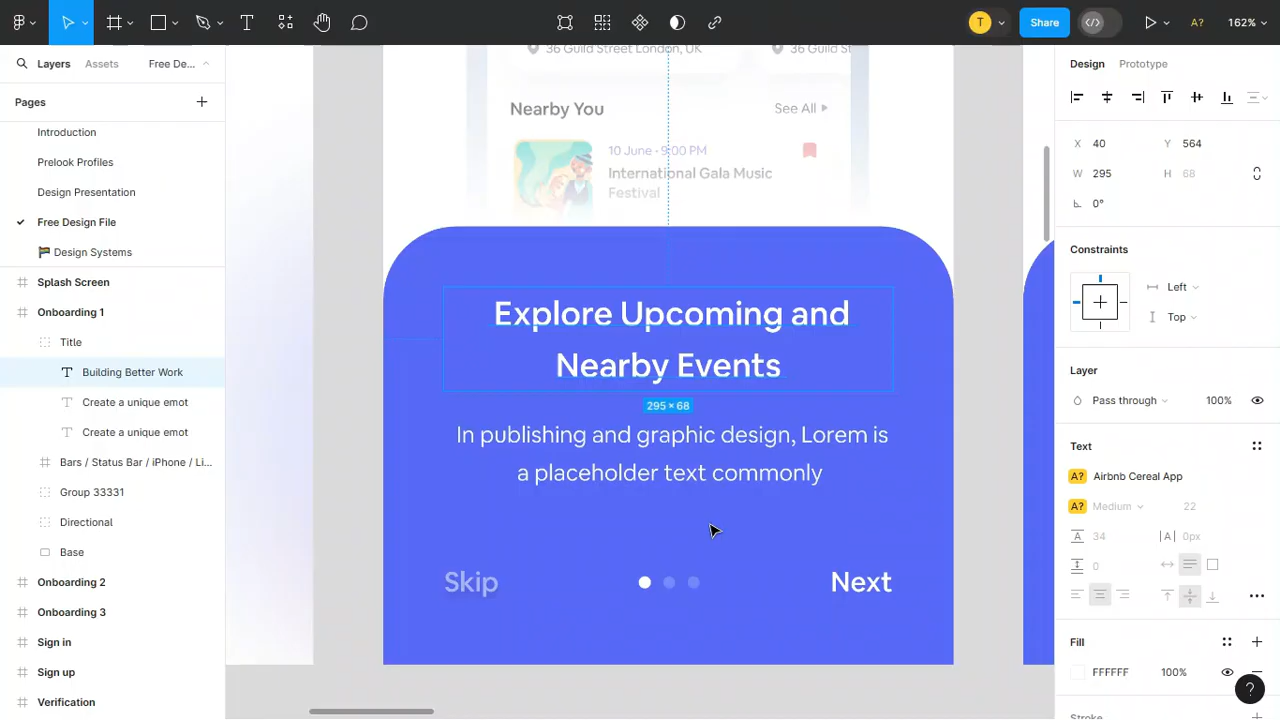 T
Share
</>
A?
162%
Layers
Assets
Free De...
Pages
Introduction
Prelook Profiles
Design Presentation
Free Design File
Design Systems
Splash Screen
Onboarding 1
Title
Building Better Work
Create a unique emot
Create a unique emot
Bars / Status Bar / iPhone / Li...
Group 33331
Directional
Base
Onboarding 2
Onboarding 3
Sign in
Sign up
Verification
36 Guild Street London, UK
36 Guild St
Nearby You
See All
10 June · 9:00 PM
International Gala Music
Festival
Explore Upcoming and
Nearby Events
295 × 68
In publishing and graphic design, Lorem is
a placeholder text commonly
Skip
Next
Design
Prototype
X 40 Y 564
W 295 H 68
0°
Constraints
Left
Top
Layer
Pass through 100%
Text
A? Airbnb Cereal App
A? Medium 22
34 |A| 0px
0
Fill
FFFFFF 100%
Stroke
?